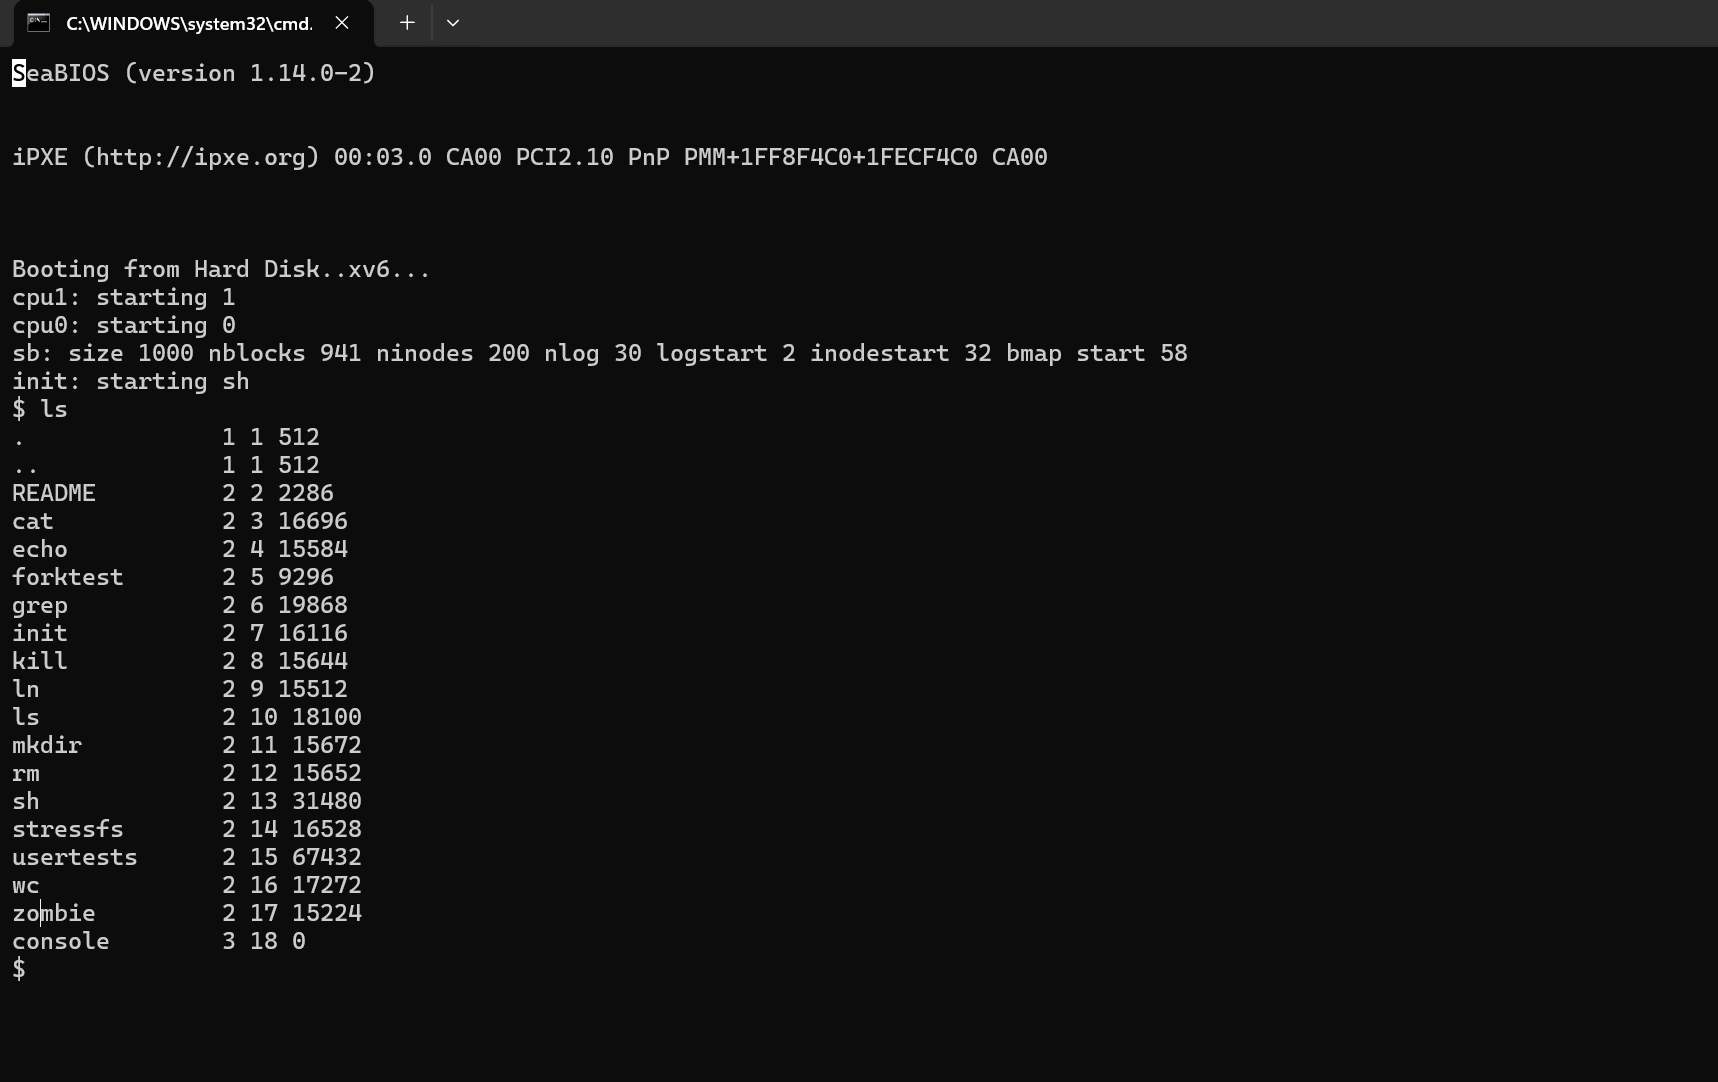 C:\WINDOWS\system32\cmd.
SeaBIOS (version 1.14.0-2)
iPXE (http://ipxe.org) 00:03.0 CA00 PCI2.10 PnP PMM+1FF8F4C0+1FECF4C0 CA00
Booting from Hard Disk..xv6...
cpu1: starting 1
cpu0: starting 0
sb: size 1000 nblocks 941 ninodes 200 nlog 30 logstart 2 inodestart 32 bmap start 58
init: starting sh
$ ls
.              1 1 512
..             1 1 512
README         2 2 2286
cat            2 3 16696
echo           2 4 15584
forktest       2 5 9296
grep           2 6 19868
init           2 7 16116
kill           2 8 15644
ln             2 9 15512
ls             2 10 18100
mkdir          2 11 15672
rm             2 12 15652
sh             2 13 31480
stressfs       2 14 16528
usertests      2 15 67432
wc             2 16 17272
zombie         2 17 15224
console        3 18 0
$